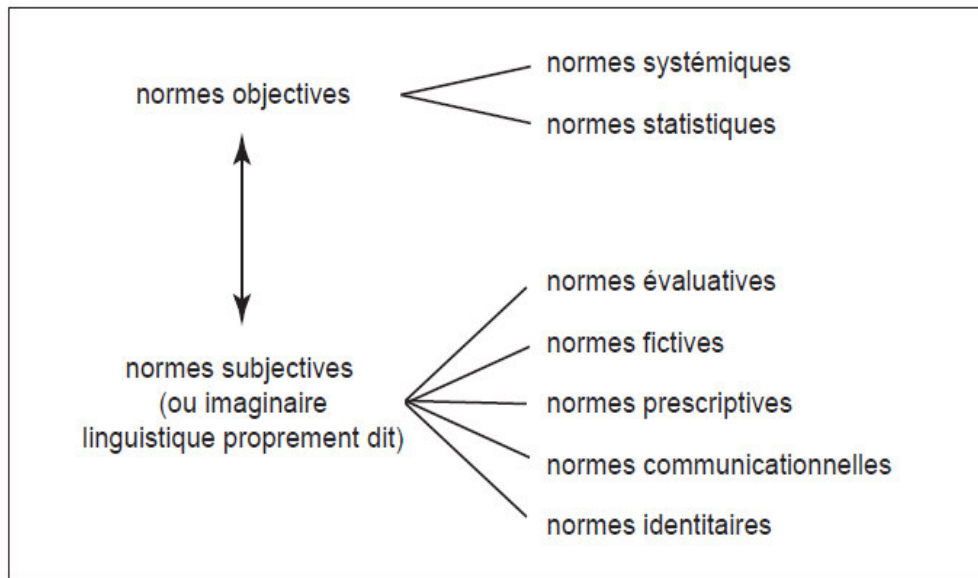 normes systémiques
normes objectives
normes statistiques
normes évaluatives
normes fictives
normes subjectives
(ou imaginaire
linguistique proprement dit)
normes prescriptives
normes communicationnelles
normes identitaires